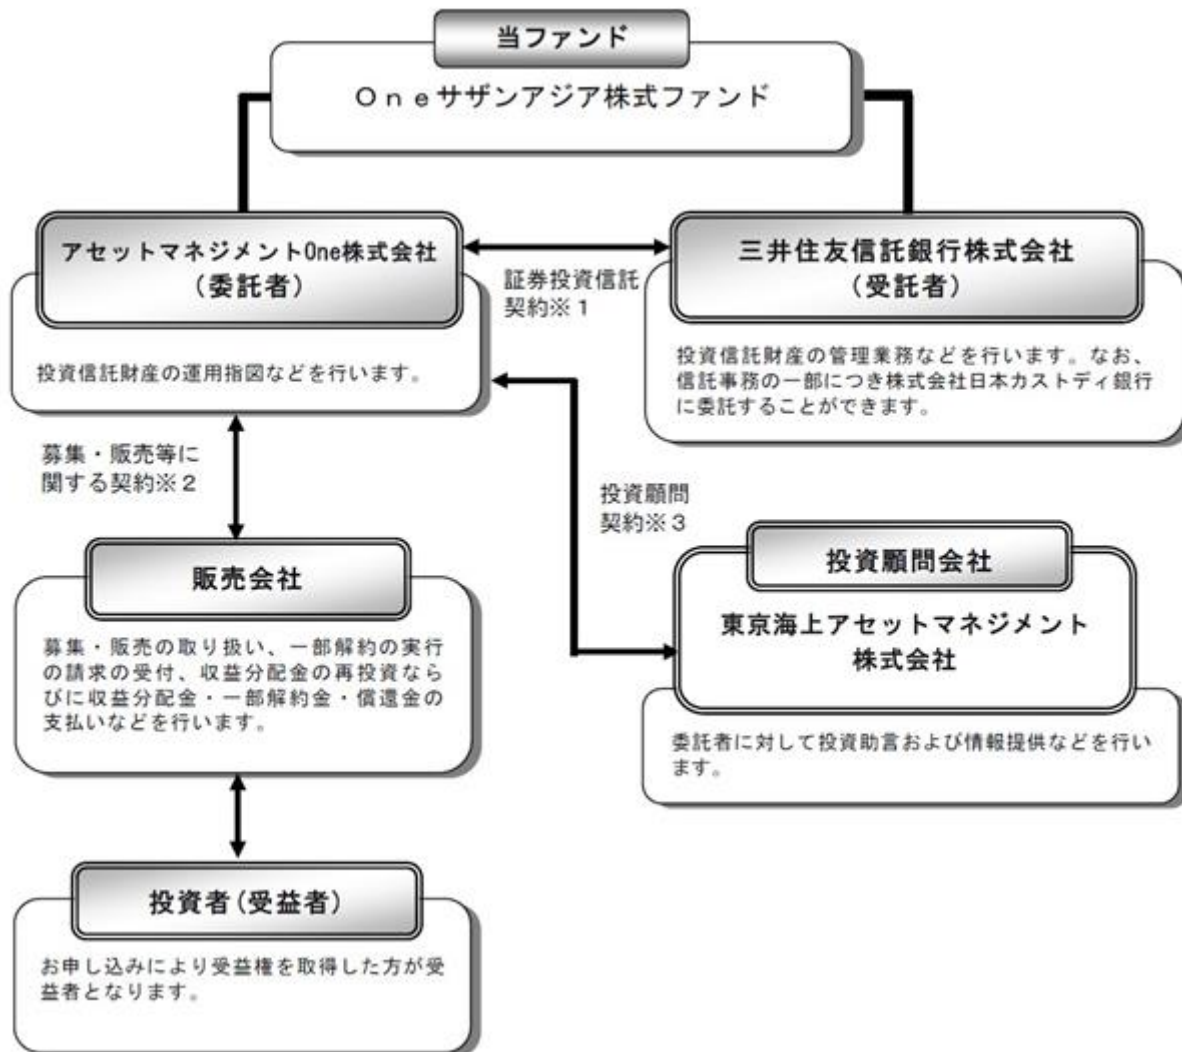 当ファンド
Ｏｎｅサザンアジア株式ファンド
アセットマネジメントOne株式会社
（委託者）
投資信託財産の運用指図などを行います。
証券投資信託
契約※１
三井住友信託銀行株式会社
（受託者）
投資信託財産の管理業務などを行います。なお、
信託事務の一部につき株式会社日本カストディ銀行
に委託することができます。
募集・販売等に
関する契約※２
投資顧問
契約※３
販売会社
募集・販売の取り扱い、一部解約の実行
の請求の受付、収益分配金の再投資なら
びに収益分配金・一部解約金・償還金の
支払いなどを行います。
投資顧問会社
東京海上アセットマネジメント
株式会社
委託者に対して投資助言および情報提供などを行い
ます。
投資者(受益者)
お申し込みにより受益権を取得した方が受
益者となります。